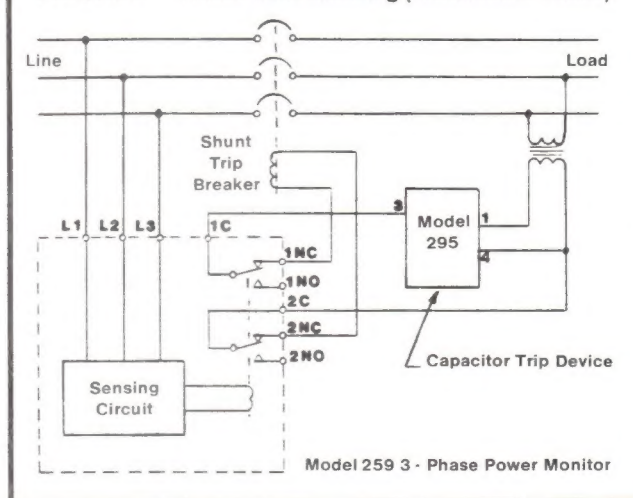 Line
Load
Shunt
Trip
Breaker
L1 L2 L3 1C
3
Model
295
1
4
1NC
1NO
2C
2NC
2NO
Capacitor Trip Device
Sensing
Circuit
Model 259 3 - Phase Power Monitor